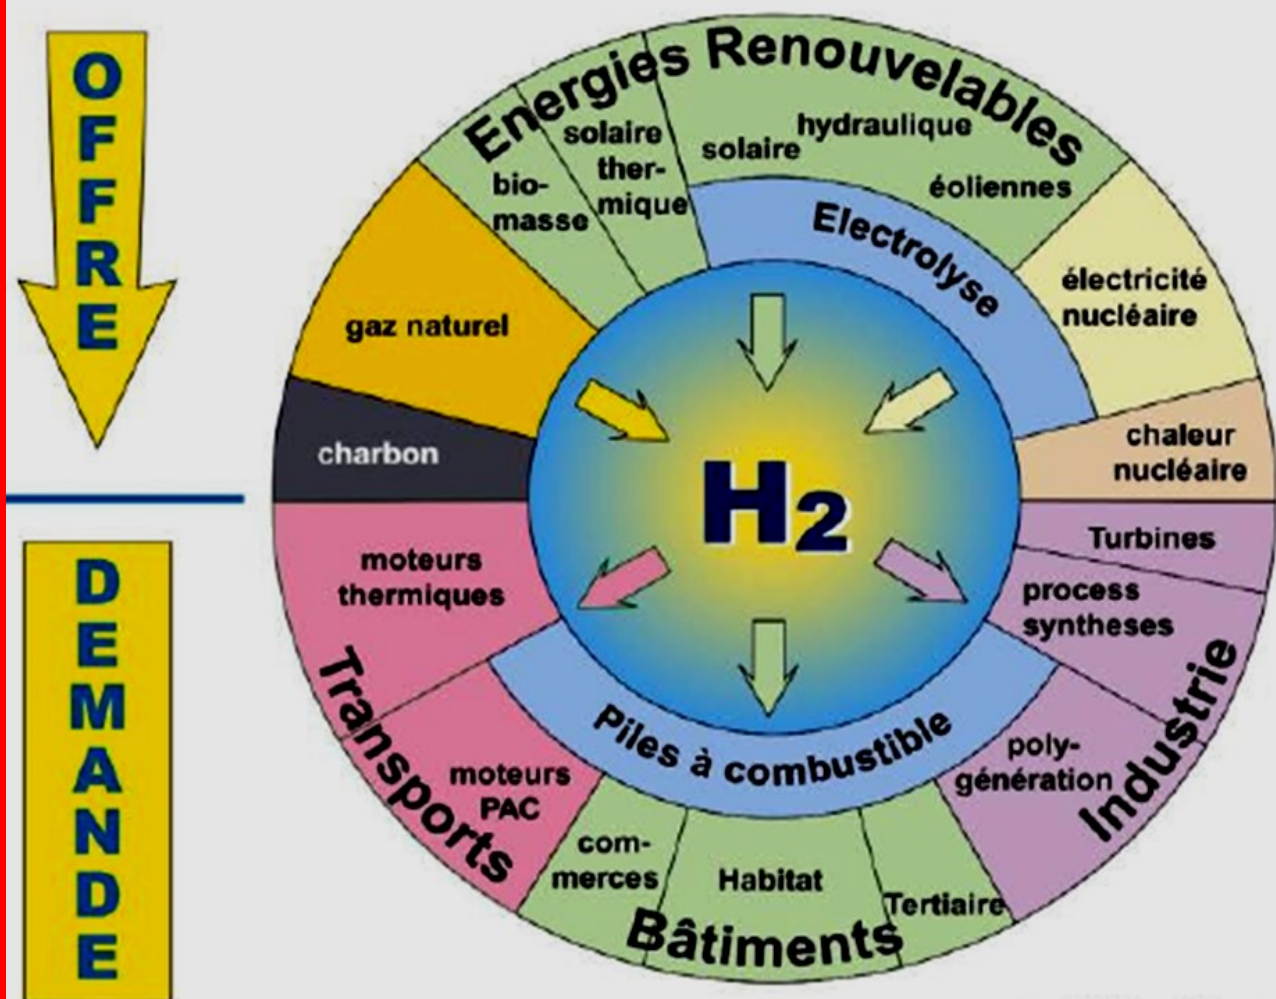 OFFRE
Energies Renouvelables
bio-
masse
solaire
ther-
mique
solaire
hydraulique
éoliennes
Electrolyse
gaz naturel
électricité
nucléaire
charbon
chaleur
nucléaire
H2
DEMANDE
moteurs
thermiques
Turbines
process
syntheses
Transports
moteurs
PAC
Piles à combustible
poly-
génération
Industrie
com-
merces
Habitat
Tertiaire
Bâtiments